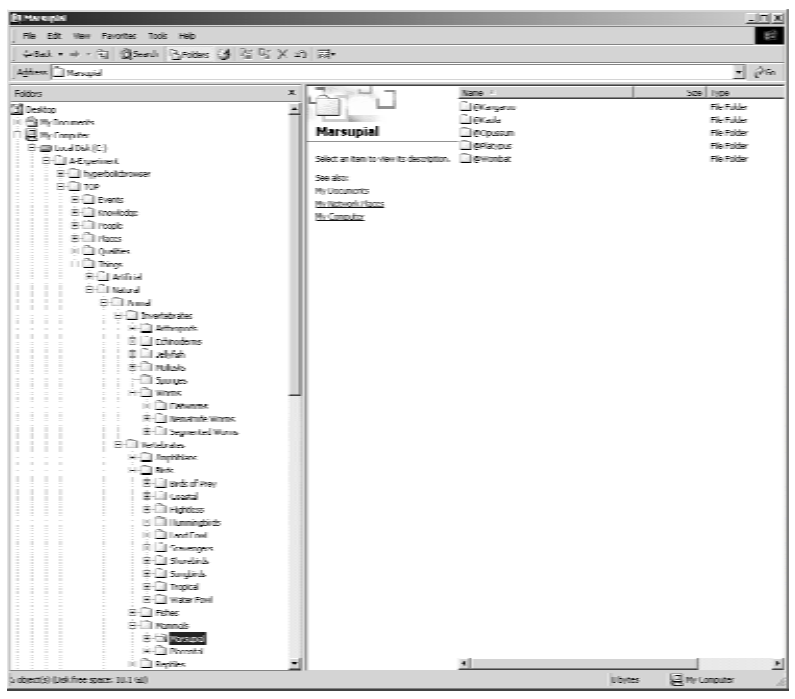 Marsupial
File Edit View Favorites Tools Help
Back Search Folders
Address Marsupial Go
Folders
Desktop
My Documents
My Computer
Local Disk (C:)
A-Experiment
hyperbolicbrowser
TOP
Events
Knowledge
People
Places
Qualities
Things
Artificial
Natural
Animal
Invertebrates
Arthropods
Echinoderms
Jellyfish
Mollusks
Sponges
Worms
Flatworms
Nematode Worms
Segmented Worms
Vertebrates
Amphibians
Birds
Birds of Prey
Coastal
Flightless
Hummingbirds
Land Fowl
Scavengers
Shorebirds
Songbirds
Tropical
Water Fowl
Fishes
Mammals
Marsupial
Placental
Reptiles
Marsupial
Select an item to view its description.
See also:
My Documents
My Network Places
My Computer
Name Size Type
@Kangaroo File Folder
@Kaola File Folder
@Opussum File Folder
@Platypus File Folder
@Wombat File Folder
5 object(s) (Disk free space: 10.1 GB) 0 bytes My Computer